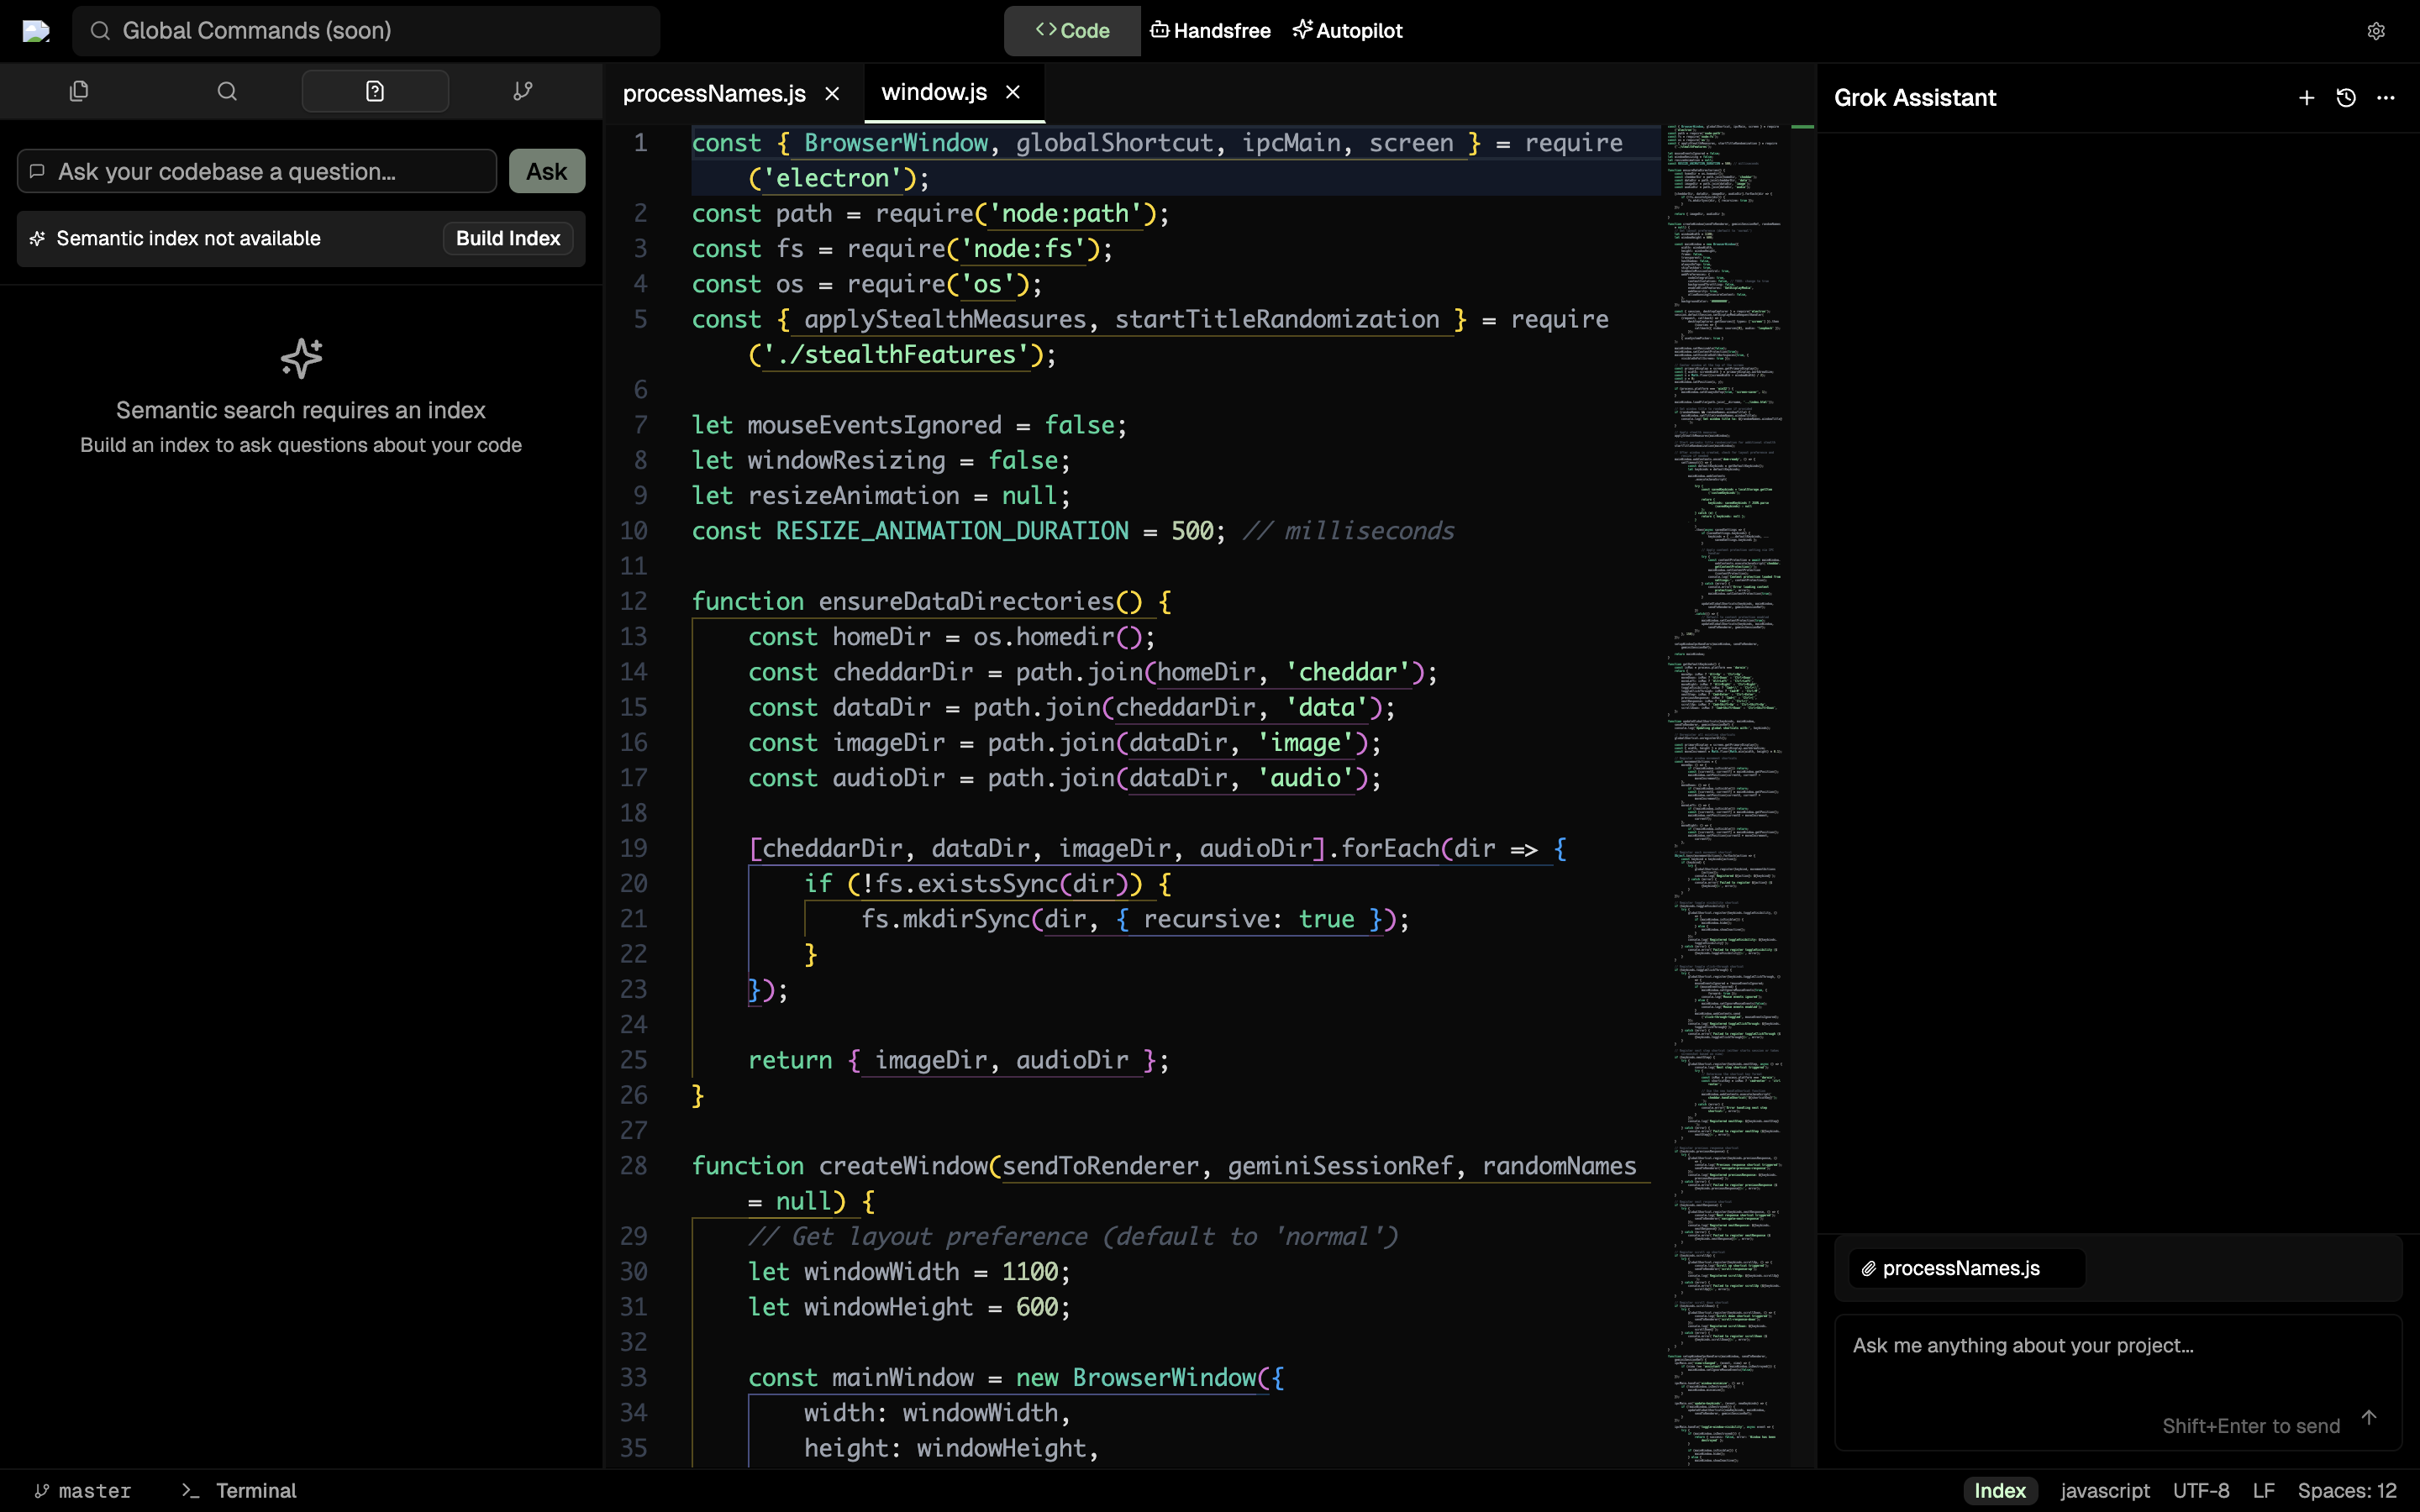 Global Commands (soon)
Code
Handsfree
Autopilot
Ask your codebase a question...
Ask
Semantic index not available
Build Index
Semantic search requires an index
Build an index to ask questions about your code
processNames.js
window.js
1 const { BrowserWindow, globalShortcut, ipcMain, screen } = require
('electron');
2 const path = require('node:path');
3 const fs = require('node:fs');
4 const os = require('os');
5 const { applyStealthMeasures, startTitleRandomization } = require
('./stealthFeatures');
6
7 let mouseEventsIgnored = false;
8 let windowResizing = false;
9 let resizeAnimation = null;
10 const RESIZE_ANIMATION_DURATION = 500; // milliseconds
11
12 function ensureDataDirectories() {
13 const homeDir = os.homedir();
14 const cheddarDir = path.join(homeDir, 'cheddar');
15 const dataDir = path.join(cheddarDir, 'data');
16 const imageDir = path.join(dataDir, 'image');
17 const audioDir = path.join(dataDir, 'audio');
18
19 [cheddarDir, dataDir, imageDir, audioDir].forEach(dir => {
20 if (!fs.existsSync(dir)) {
21 fs.mkdirSync(dir, { recursive: true });
22 }
23 });
24
25 return { imageDir, audioDir };
26 }
27
28 function createWindow(sendToRenderer, geminiSessionRef, randomNames
= null) {
29 // Get layout preference (default to 'normal')
30 let windowWidth = 1100;
31 let windowHeight = 600;
32
33 const mainWindow = new BrowserWindow({
34 width: windowWidth,
35 height: windowHeight,
Grok Assistant
processNames.js
Ask me anything about your project...
Shift+Enter to send
master
Terminal
Index
javascript
UTF-8
LF
Spaces: 12